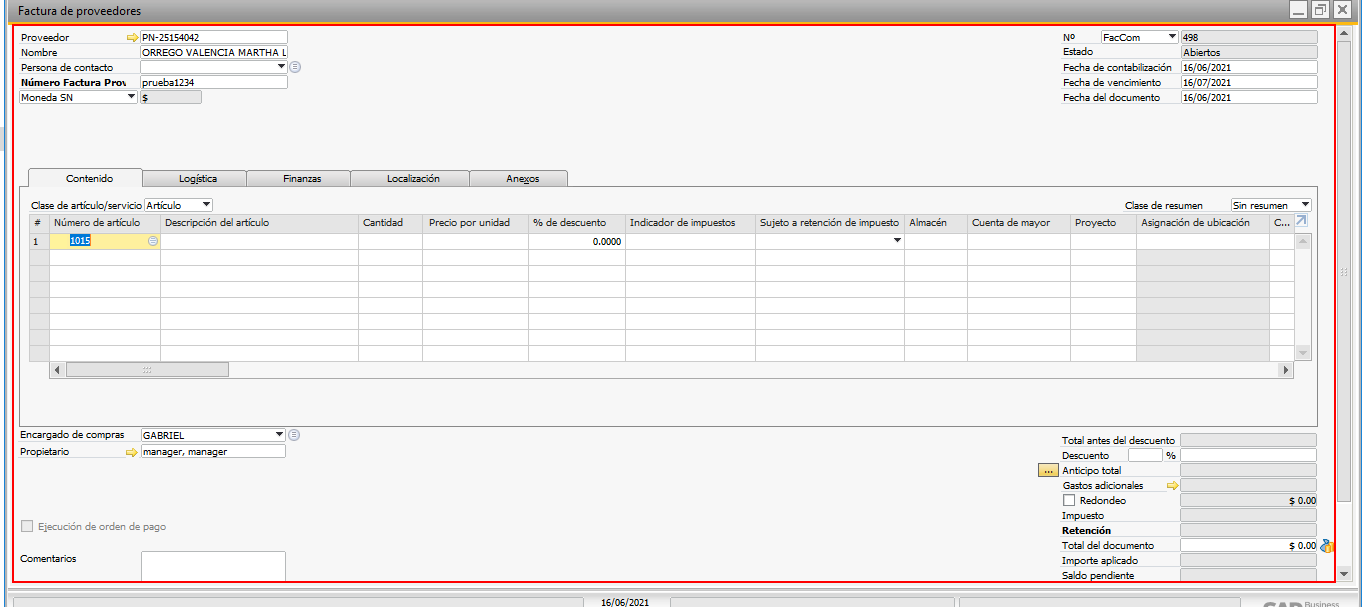 Factura de proveedores
Proveedor PN-25154042
Nombre ORREGO VALENCIA MARTHA L
Persona de contacto
Número Factura Prov prueba1234
Moneda SN $
Nº FacCom 498
Estado Abiertos
Fecha de contabilización 16/06/2021
Fecha de vencimiento 16/07/2021
Fecha del documento 16/06/2021
Contenido Logística Finanzas Localización Anexos
Clase de artículo/servicio Artículo
Clase de resumen Sin resumen
# Número de artículo Descripción del artículo Cantidad Precio por unidad % de descuento Indicador de impuestos Sujeto a retención de impuesto Almacén Cuenta de mayor Proyecto Asignación de ubicación C...
1 1015 0.0000
Encargado de compras GABRIEL
Propietario manager, manager
Ejecución de orden de pago
Comentarios
Total antes del descuento
Descuento %
... Anticipo total
Gastos adicionales
Redondeo $ 0.00
Impuesto
Retención
Total del documento $ 0.00
Importe aplicado
Saldo pendiente
16/06/2021
Business